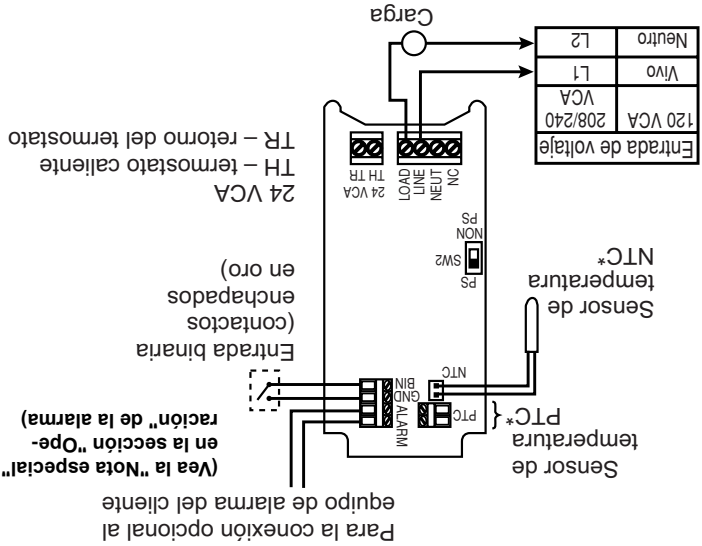 Para la conexión opcional al
equipo de alarma del cliente
(Vea la "Nota especial"
en la sección "Ope-
ración" de la alarma)
Sensor de
temperatura
PTC*
PTC
ALARM
GND
BIN
NTC
Entrada binaria
(contactos
enchapados
en oro)
Sensor de
temperatura
NTC*
PS
SW2
NON
PS
24 VCA
TH – termostato caliente
TR – retorno del termostato
24 VCA
TH TR
LOAD
LINE
NEUT
NC
Entrada de voltaje
120 VCA
208/240
VCA
Vivo
L1
Neutro
L2
Carga